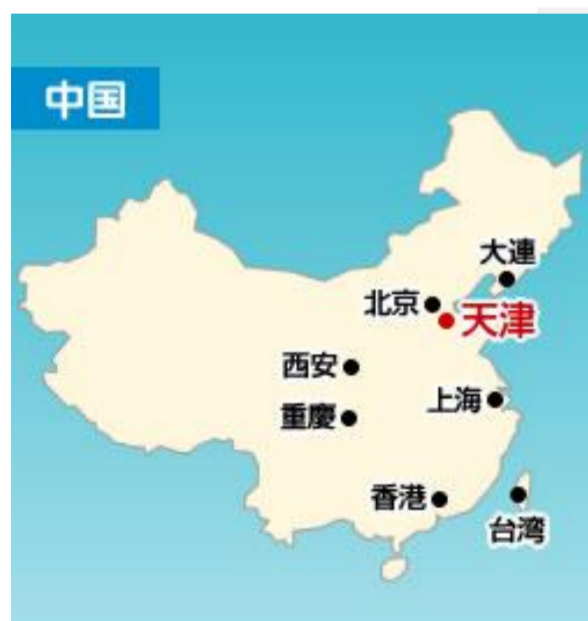 中国
大連
北京
天津
西安
上海
重慶
香港
台湾